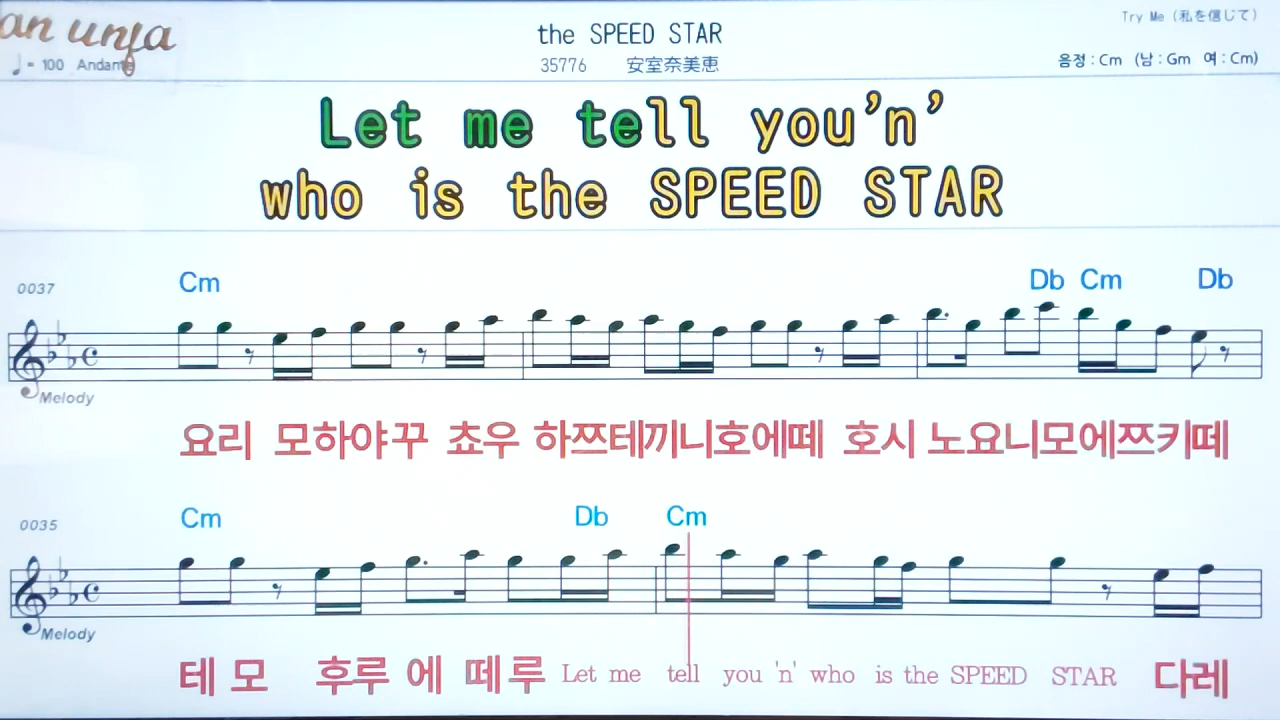 an unfa
the SPEED STAR
Try Me (私を信じて)
♩= 100 Andante
35776 安室奈美恵
음정 : Cm (남 : Gm 여 : Cm)
Let me tell you'n'
who is the SPEED STAR
0037 Cm Db Cm Db
Melody
요리 모하야꾸 쵸우 하쯔테끼니호에떼 호시 노요니모에쯔키떼
0035 Cm Db Cm
Melody
테 모 후루 에 떼루 Let me tell you 'n' who is the SPEED STAR 다레